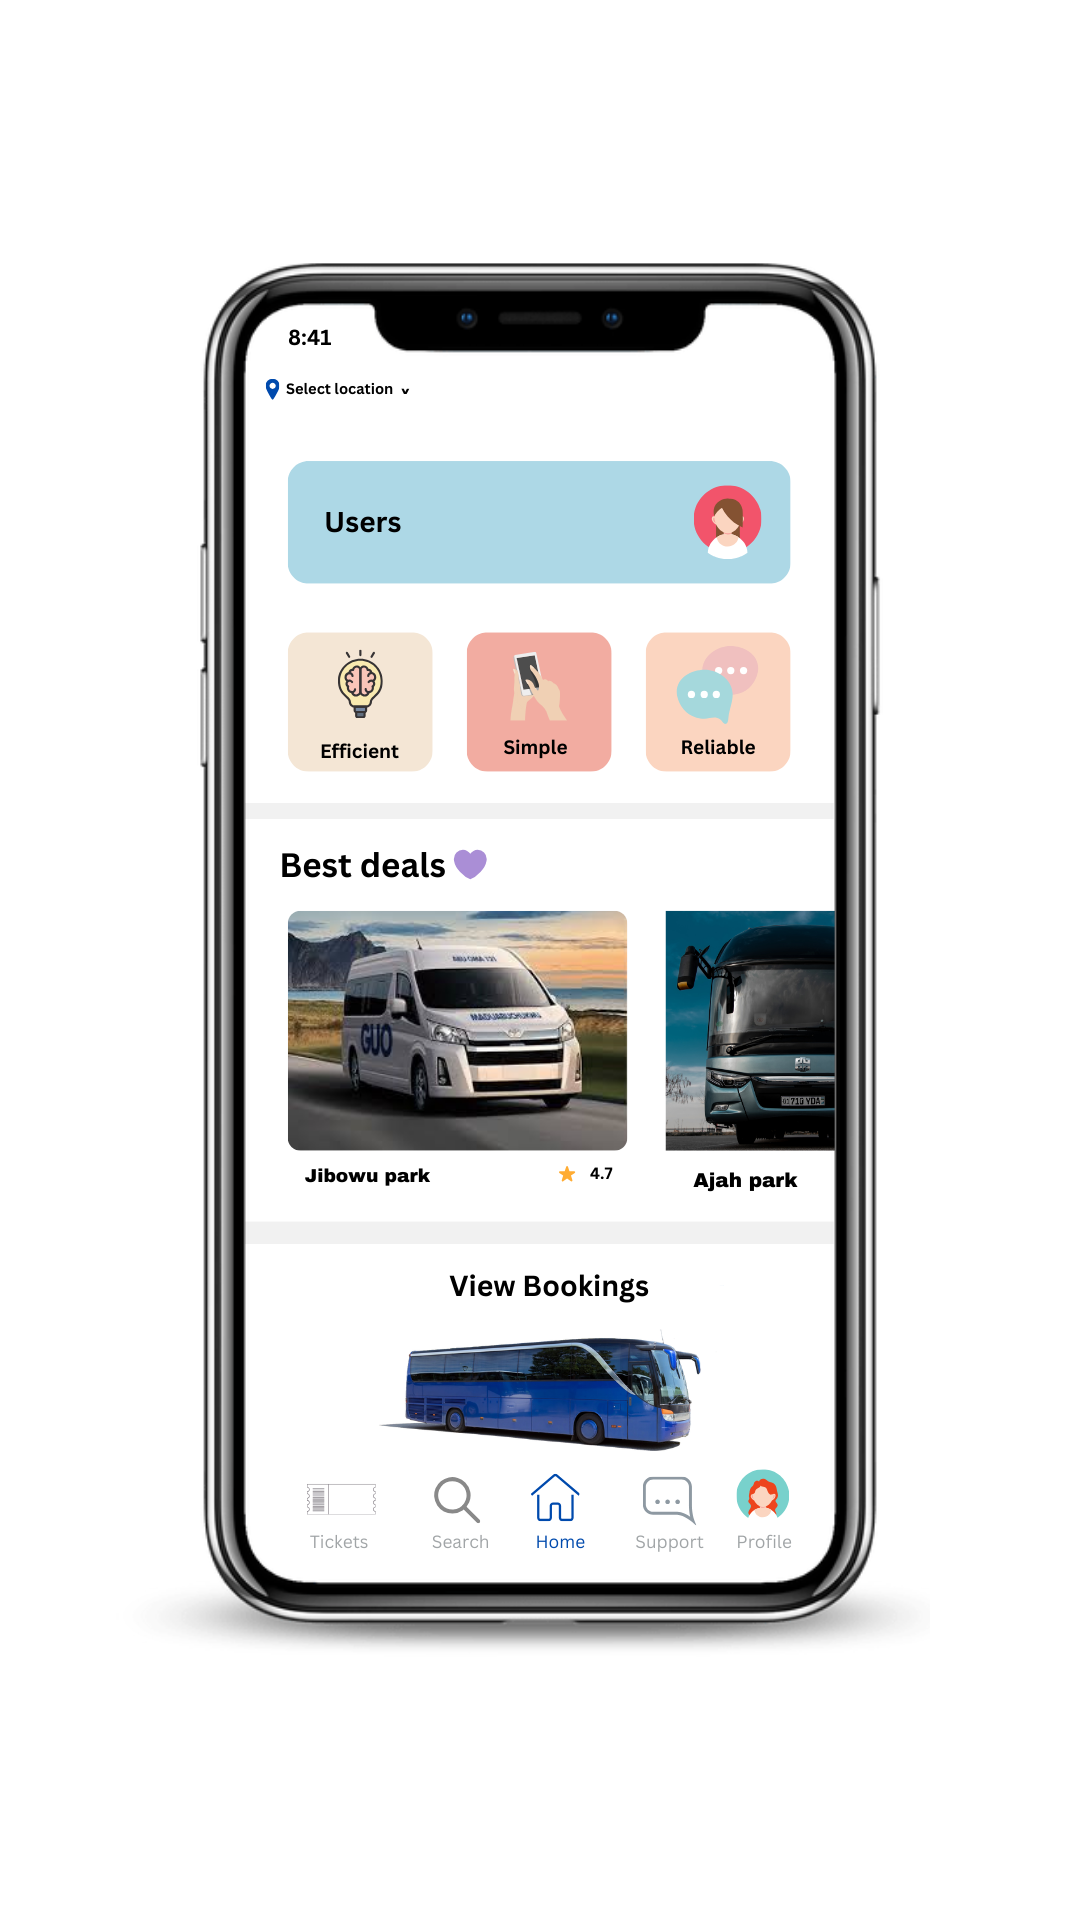 8:41
Select location
Users
Efficient
Simple
Reliable
Best deals
GUO
Jibowu park
4.7
Ajah park
View Bookings
Tickets
Search
Home
Support
Profile